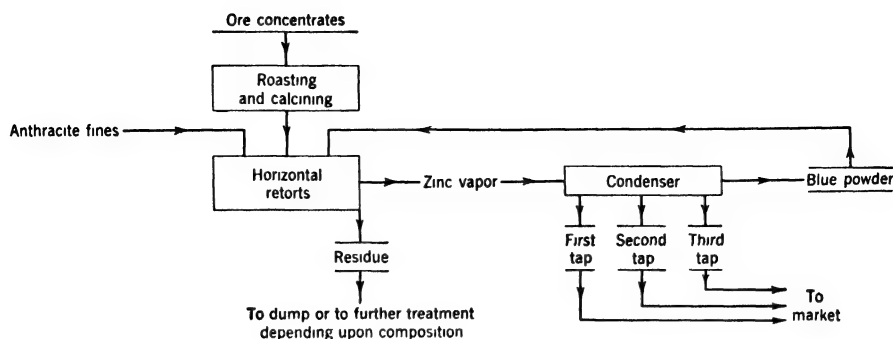 Ore concentrates
Roasting
and calcining
Anthracite fines
Horizontal
retorts
Zinc vapor
Condenser
Blue powder
First
tap
Second
tap
Third
tap
Residue
To
market
To dump or to further treatment
depending upon composition